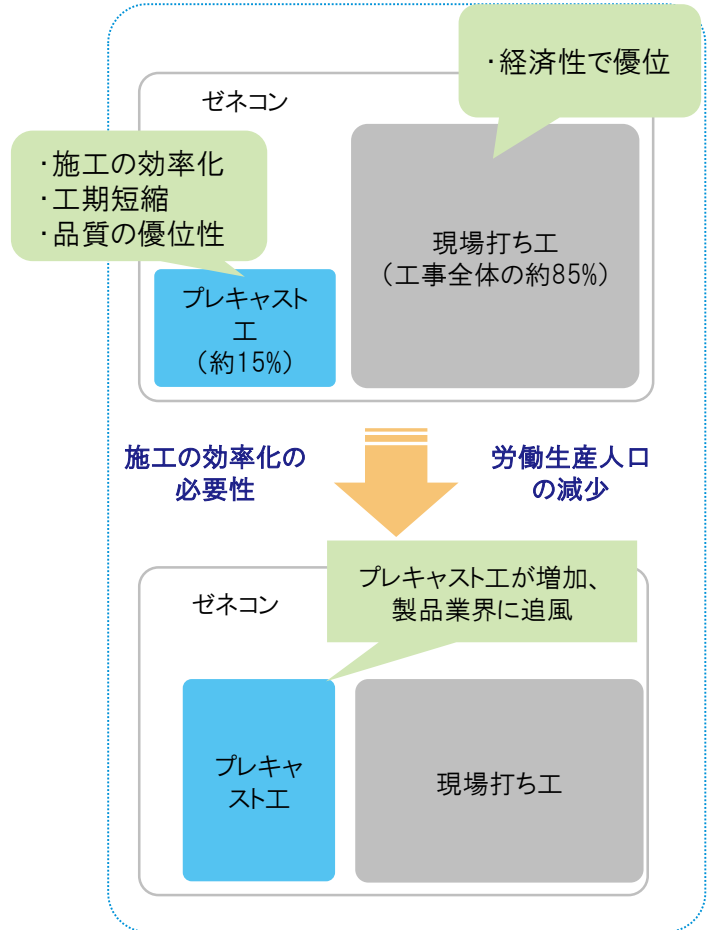 ・経済性で優位
ゼネコン
・施工の効率化
・工期短縮
・品質の優位性
現場打ち工
（工事全体の約85%）
プレキャスト
工
（約15%）
施工の効率化の
必要性
労働生産人口
の減少
プレキャスト工が増加、
製品業界に追風
ゼネコン
プレキャ
スト工
現場打ち工